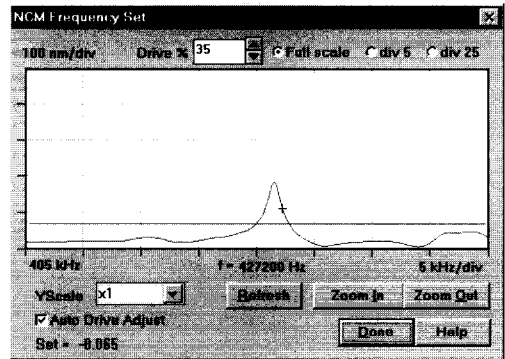 NCM Frequency Set
100 nm/div Drive % 35 Full scale div 5 div 25
405 kHz f = 427200 Hz 5 kHz/div
YScale x1 Refresh Zoom In Zoom Out
Auto Drive Adjust
Set = -0.065 Done Help